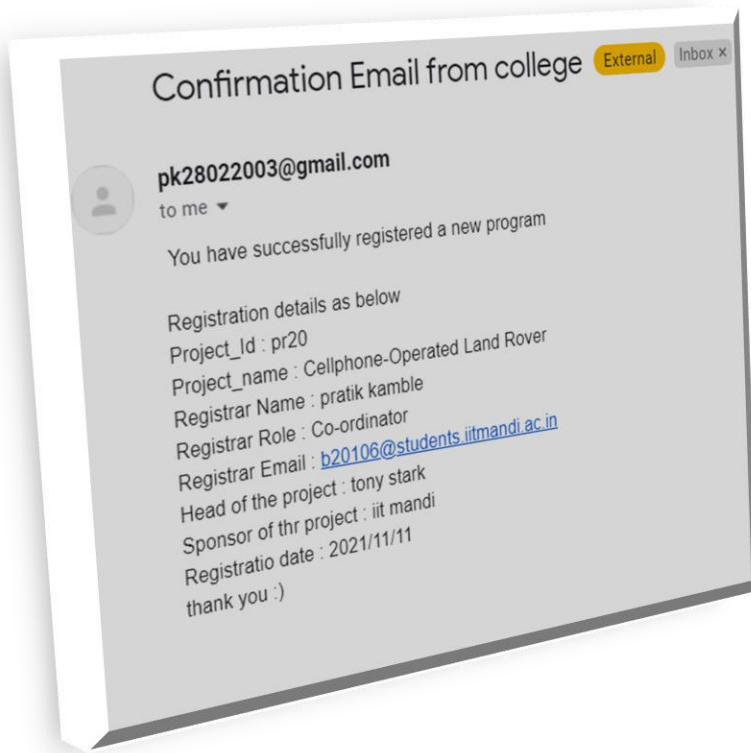 Confirmation Email from college External Inbox ×
pk28022003@gmail.com
to me
You have successfully registered a new program
Registration details as below
Project_Id : pr20
Project_name : Cellphone-Operated Land Rover
Registrar Name : pratik kamble
Registrar Role : Co-ordinator
Registrar Email : b20106@students.iitmandi.ac.in
Head of the project : tony stark
Sponsor of thr project : iit mandi
Registratio date : 2021/11/11
thank you :)